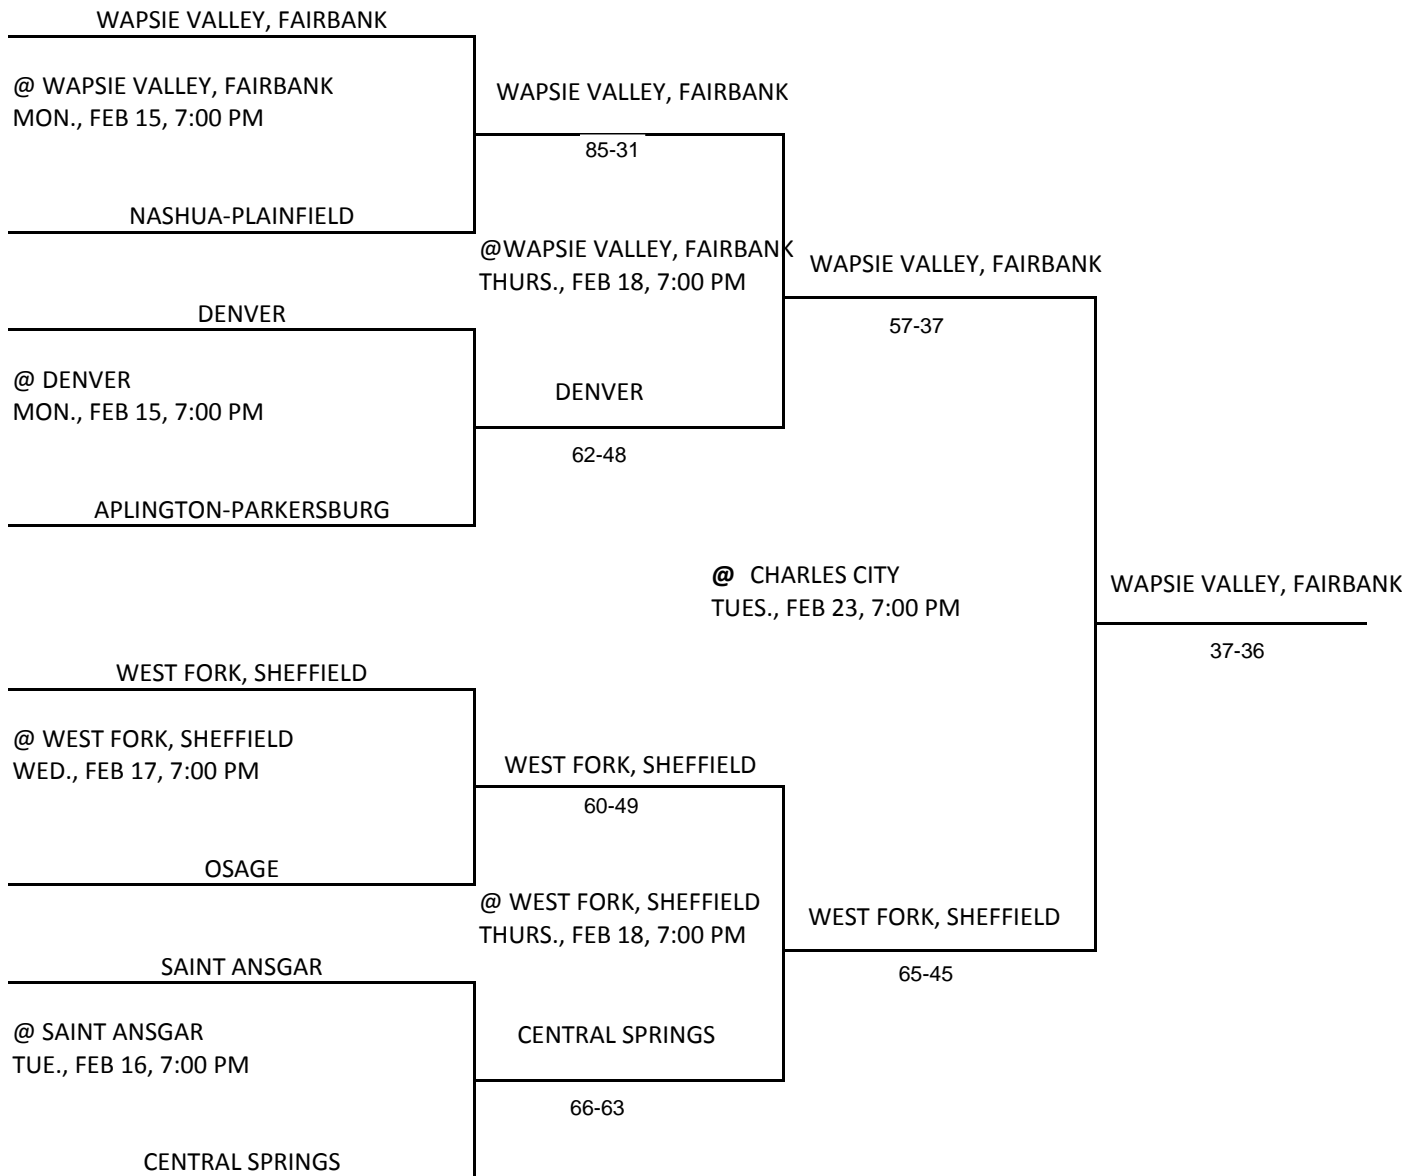 WAPSIE VALLEY, FAIRBANK
@ WAPSIE VALLEY, FAIRBANK
MON., FEB 15, 7:00 PM
WAPSIE VALLEY, FAIRBANK
85-31
NASHUA-PLAINFIELD
@WAPSIE VALLEY, FAIRBANK
THURS., FEB 18, 7:00 PM
WAPSIE VALLEY, FAIRBANK
57-37
DENVER
@ DENVER
MON., FEB 15, 7:00 PM
DENVER
62-48
APLINGTON-PARKERSBURG
@ CHARLES CITY
TUES., FEB 23, 7:00 PM
WAPSIE VALLEY, FAIRBANK
37-36
WEST FORK, SHEFFIELD
@ WEST FORK, SHEFFIELD
WED., FEB 17, 7:00 PM
WEST FORK, SHEFFIELD
60-49
OSAGE
@ WEST FORK, SHEFFIELD
THURS., FEB 18, 7:00 PM
WEST FORK, SHEFFIELD
65-45
SAINT ANSGAR
@ SAINT ANSGAR
TUE., FEB 16, 7:00 PM
CENTRAL SPRINGS
66-63
CENTRAL SPRINGS